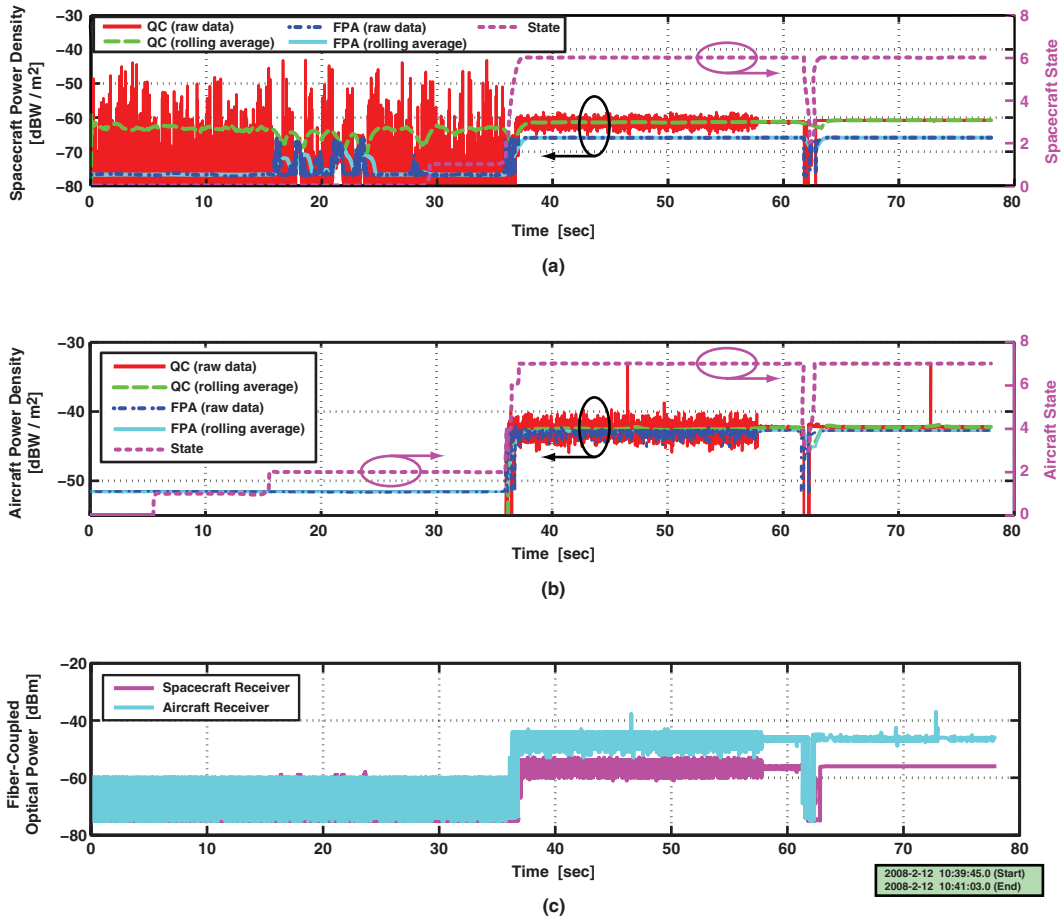 QC (raw data) FPA (raw data) State
QC (rolling average) FPA (rolling average)
Spacecraft Power Density
[dBW / m2]
−30
−40
−50
−60
−70
−80
8
6
4
2
1
0
Spacecraft State
0 10 20 30 40 50 60 70 80
Time [sec]
(a)
Aircraft Power Density
[dBW / m2]
−30
−40
−50
QC (raw data)
QC (rolling average)
FPA (raw data)
FPA (rolling average)
State
8
6
4
2
0
Aircraft State
0 10 20 30 40 50 60 70 80
Time [sec]
(b)
Fiber-Coupled
Optical Power [dBm]
−20
−40
−60
−80
Spacecraft Receiver
Aircraft Receiver
0 10 20 30 40 50 60 70 80
Time [sec]
2008-2-12 10:39:45.0 (Start)
2008-2-12 10:41:03.0 (End)
(c)